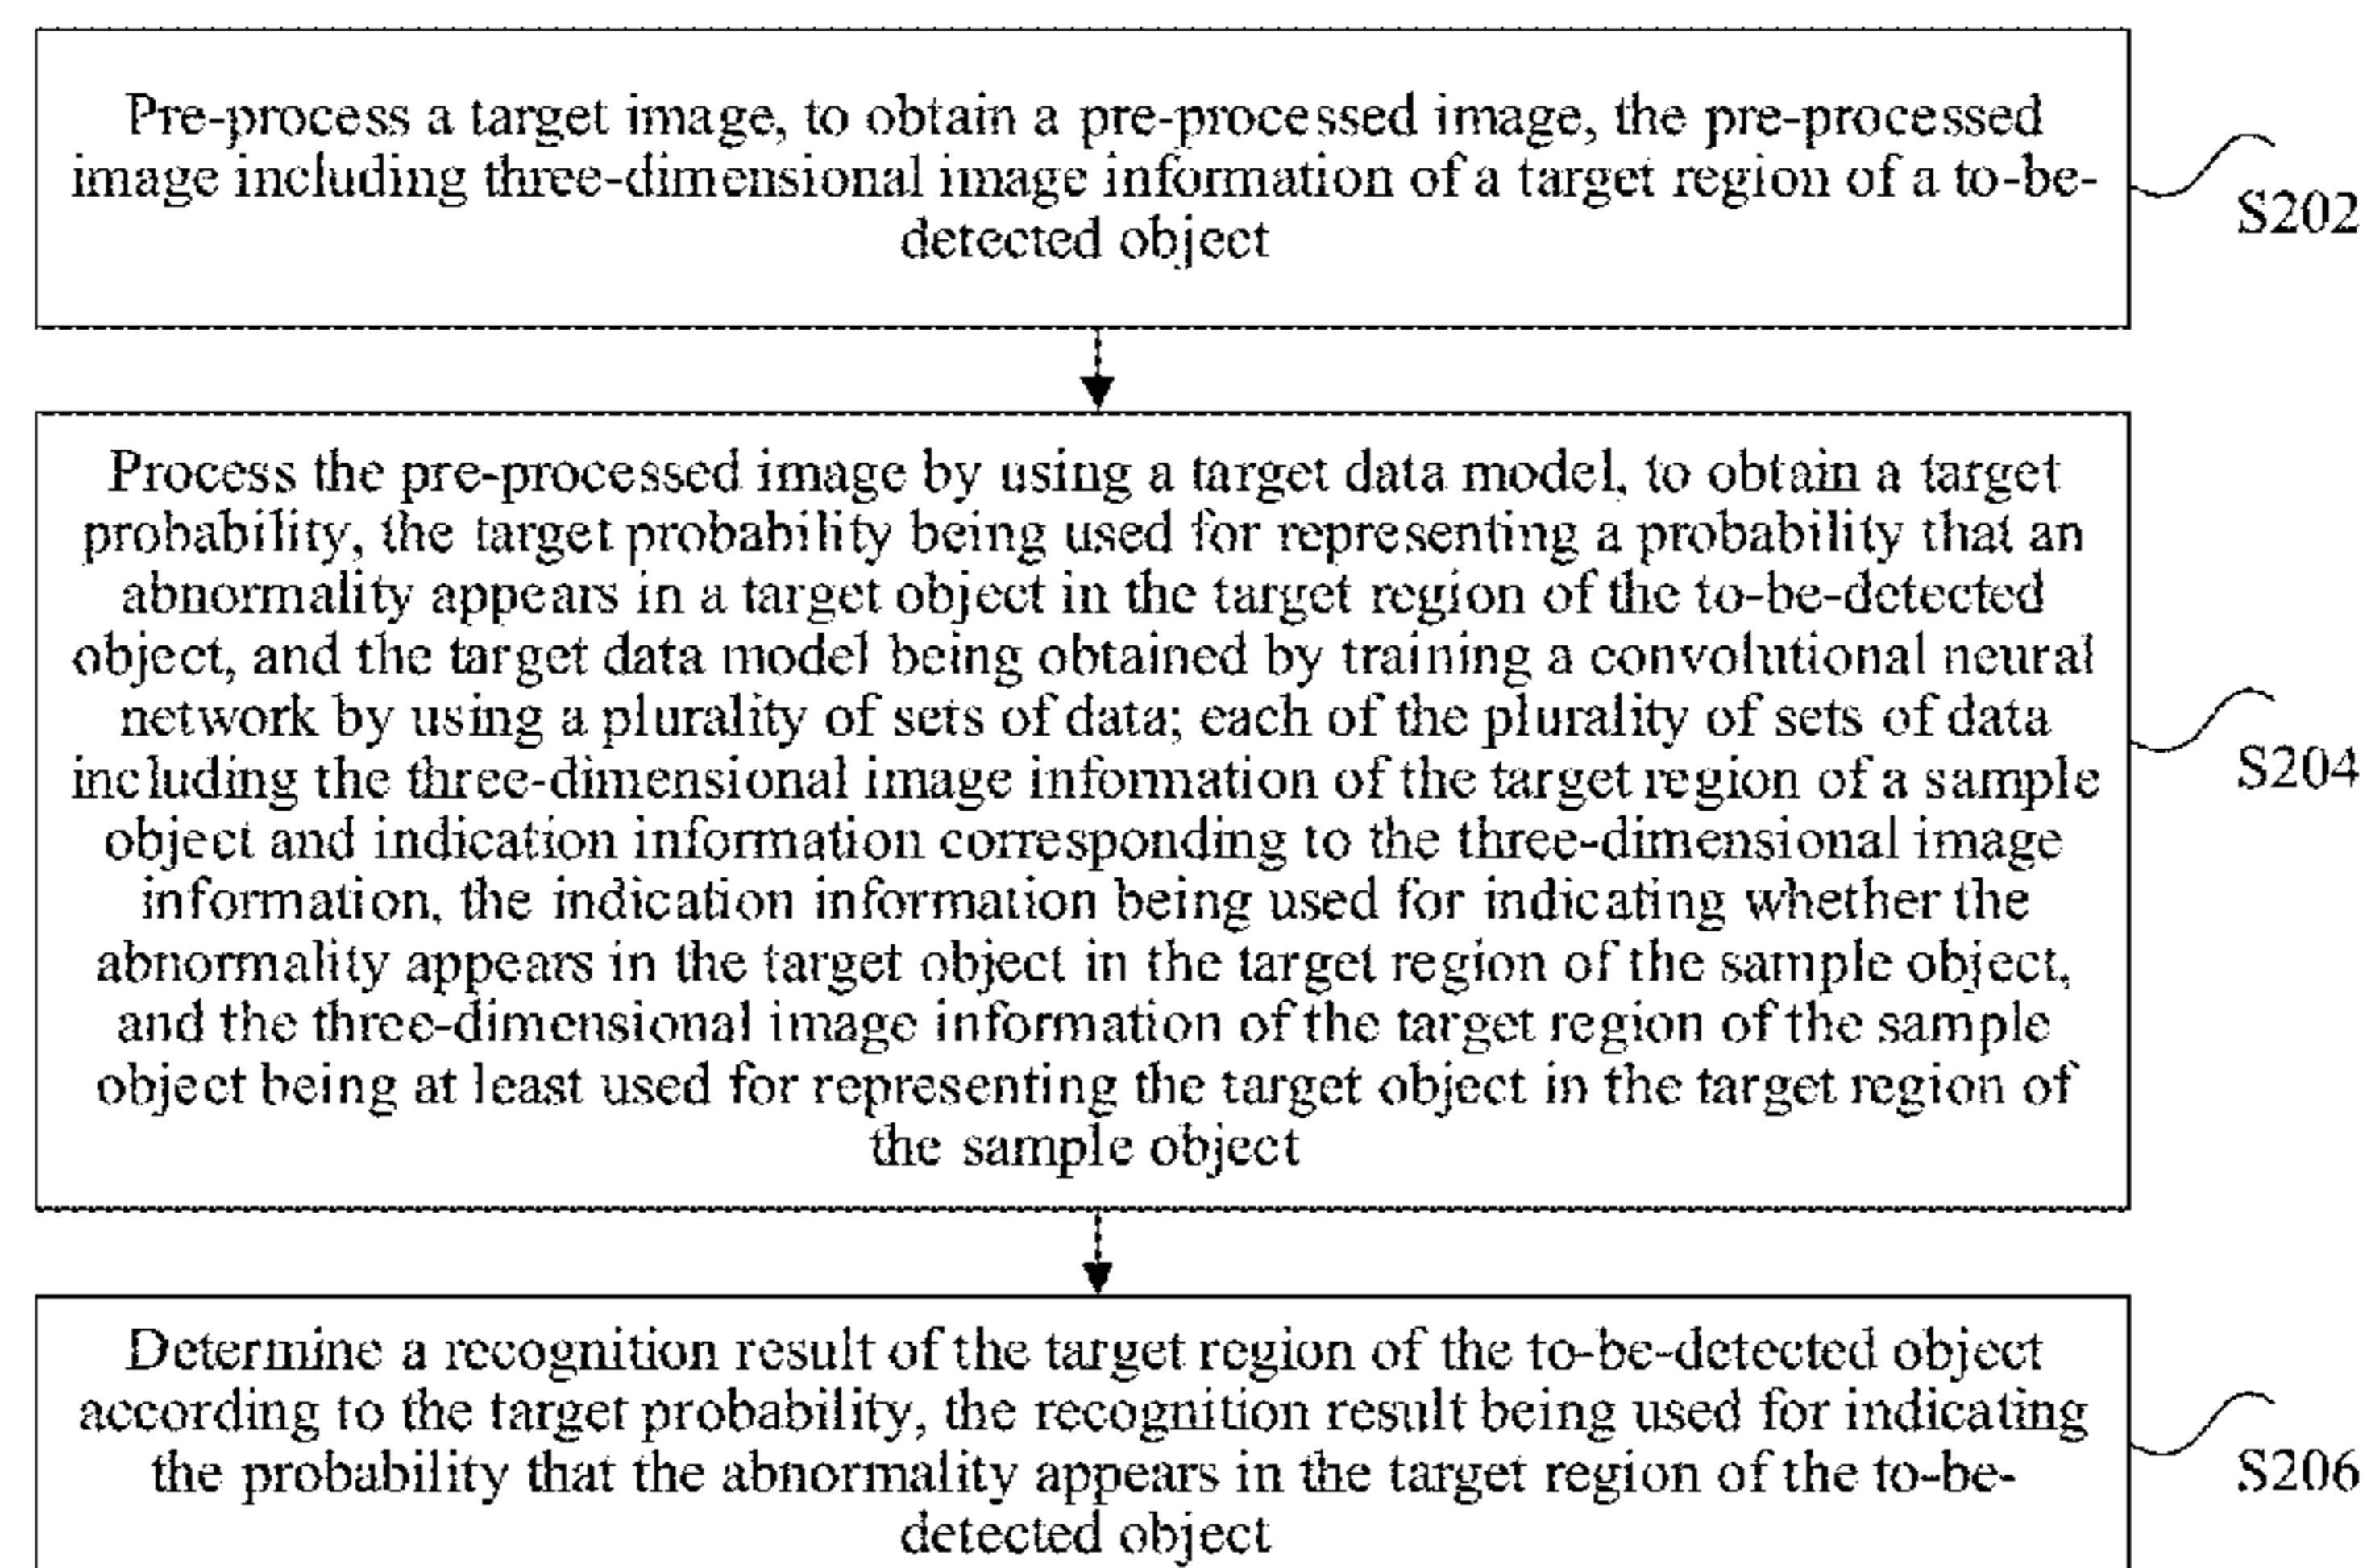 Pre-process a target image, to obtain a pre-processed image, the pre-processed
image including three-dimensional image information of a target region of a to-be-
detected object
S202
Process the pre-processed image by using a target data model, to obtain a target
probability, the target probability being used for representing a probability that an
abnormality appears in a target object in the target region of the to-be-detected
object, and the target data model being obtained by training a convolutional neural
network by using a plurality of sets of data; each of the plurality of sets of data
including the three-dimensional image information of the target region of a sample
object and indication information corresponding to the three-dimensional image
information, the indication information being used for indicating whether the
abnormality appears in the target object in the target region of the sample object,
and the three-dimensional image information of the target region of the sample
object being at least used for representing the target object in the target region of
the sample object
S204
Determine a recognition result of the target region of the to-be-detected object
according to the target probability, the recognition result being used for indicating
the probability that the abnormality appears in the target region of the to-be-
detected object
S206